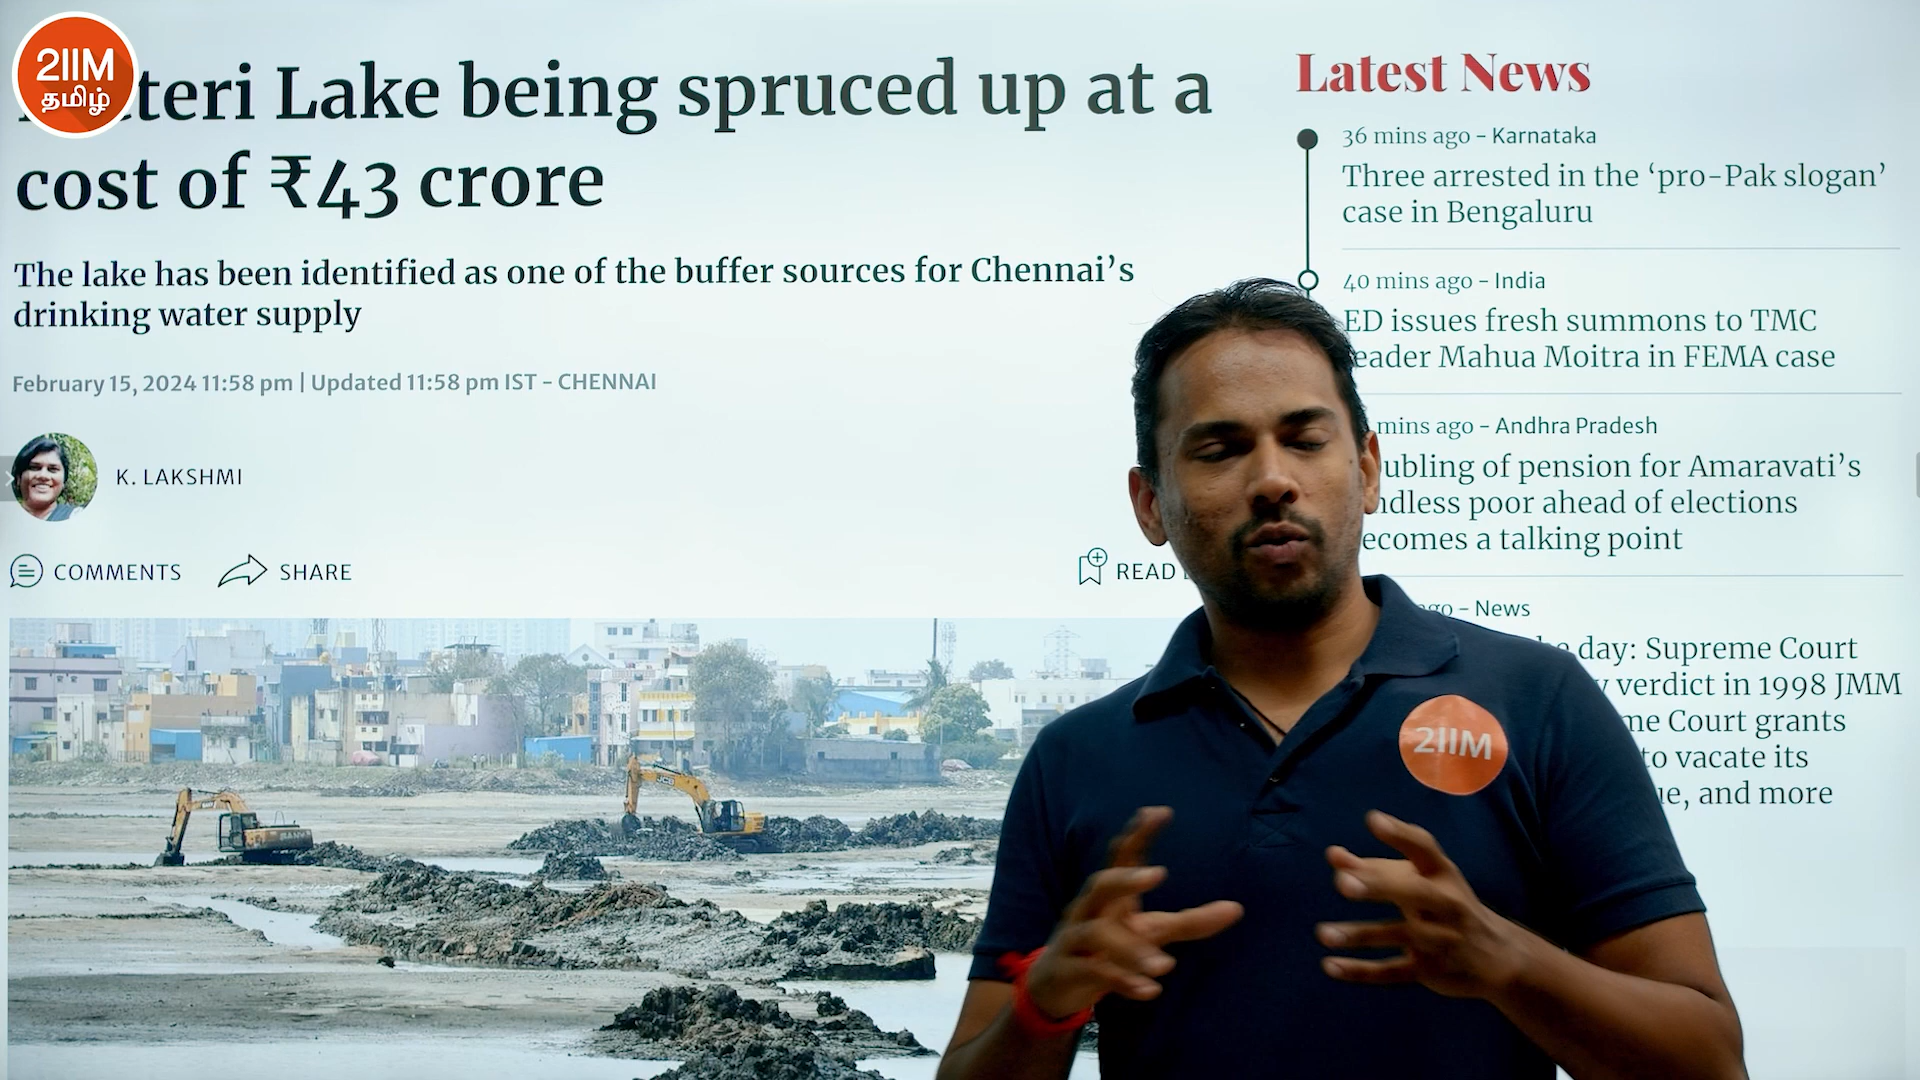 2IIM
தமிழ்
teri Lake being spruced up at a
cost of ₹43 crore
The lake has been identified as one of the buffer sources for Chennai's
drinking water supply
February 15, 2024 11:58 pm | Updated 11:58 pm IST - CHENNAI
K. LAKSHMI
COMMENTS
SHARE
READ
Latest News
36 mins ago - Karnataka
Three arrested in the ‘pro-Pak slogan’
case in Bengaluru
40 mins ago - India
ED issues fresh summons to TMC
eader Mahua Moitra in FEMA case
mins ago - Andhra Pradesh
ubling of pension for Amaravati’s
ndless poor ahead of elections
ecomes a talking point
ago - News
day: Supreme Court
verdict in 1998 JMM
me Court grants
to vacate its
ue, and more
JCB
2IIM